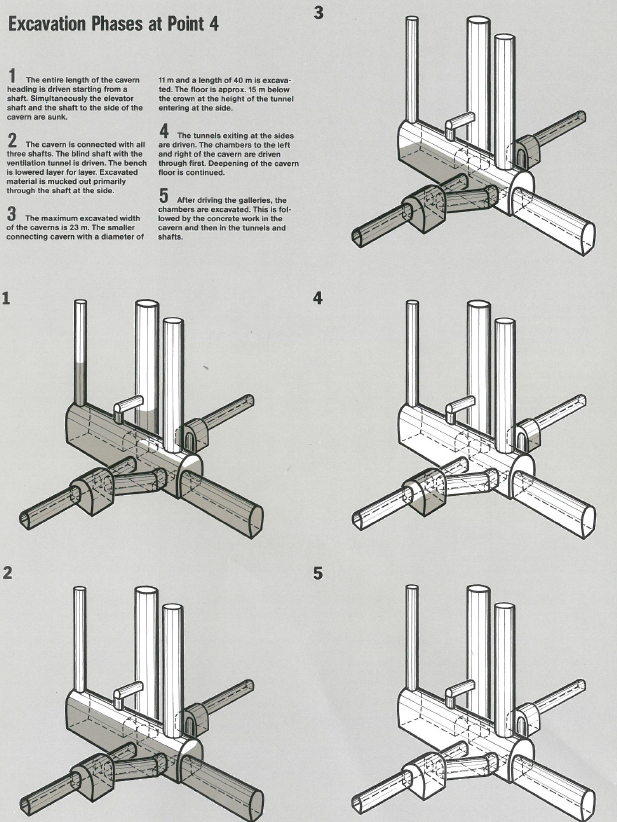 Excavation Phases at Point 4
1 The entire length of the cavern
heading is driven starting from a
shaft. Simultaneously the elevator
shaft and the shaft to the side of the
cavern are sunk.
2 The cavern is connected with all
three shafts. The blind shaft with the
ventilation tunnel is driven. The bench
is lowered layer for layer. Excavated
material is mucked out primarily
through the shaft at the side.
3 The maximum excavated width
of the caverns is 23 m. The smaller
connecting cavern with a diameter of
11 m and a length of 40 m is excava-
ted. The floor is approx. 15 m below
the crown at the height of the tunnel
entering at the side.
4 The tunnels exiting at the sides
are driven. The chambers to the left
and right of the cavern are driven
through first. Deepening of the cavern
floor is continued.
5 After driving the galleries, the
chambers are excavated. This is fol-
lowed by the concrete work in the
cavern and then in the tunnels and
shafts.
3
1
4
2
5